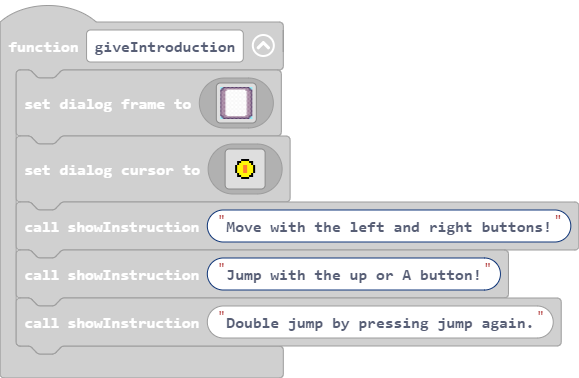 function giveIntroduction
set dialog frame to
set dialog cursor to
call showInstruction "Move with the left and right buttons!"
call showInstruction "Jump with the up or A button!"
call showInstruction "Double jump by pressing jump again."